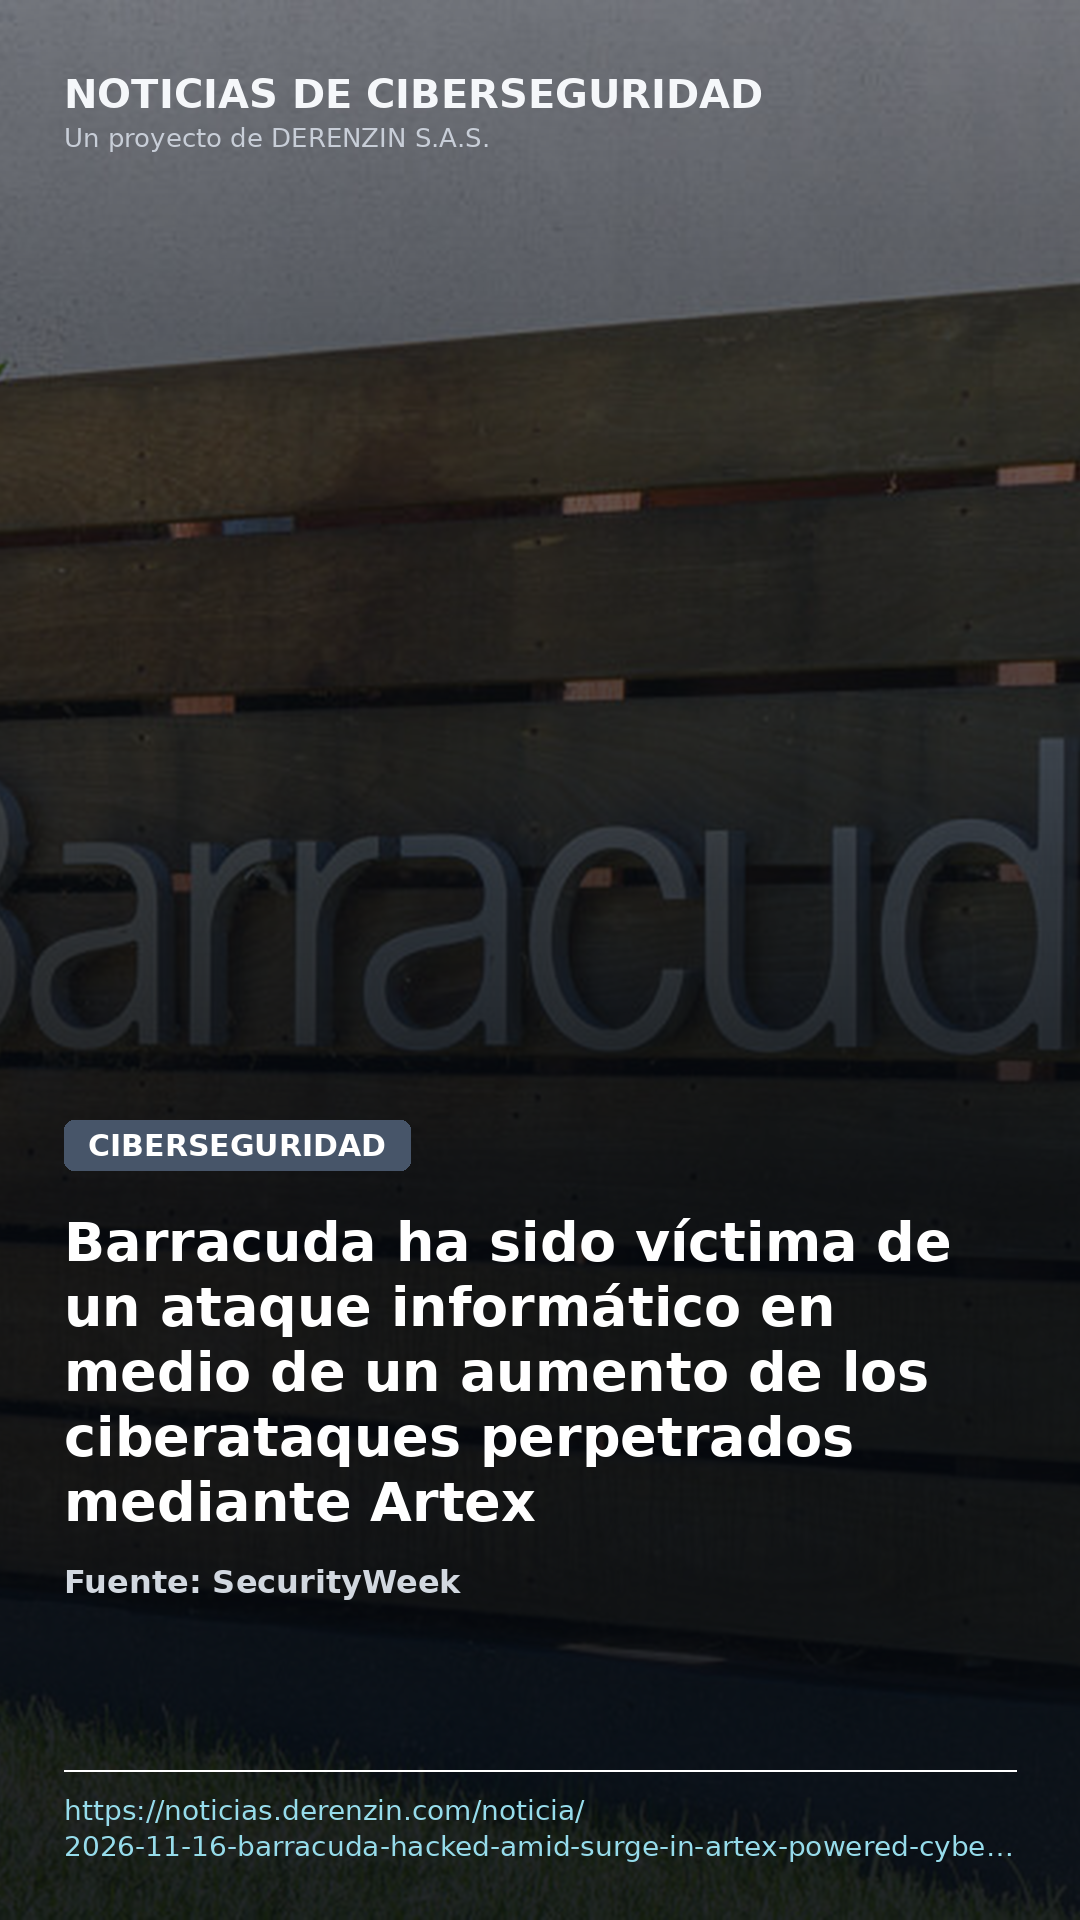 NOTICIAS DE CIBERSEGURIDAD
Un proyecto de DERENZIN S.A.S.
Barracud
CIBERSEGURIDAD
Barracuda ha sido víctima de
un ataque informático en
medio de un aumento de los
ciberataques perpetrados
mediante Artex
Fuente: SecurityWeek
https://noticias.derenzin.com/noticia/
2026-11-16-barracuda-hacked-amid-surge-in-artex-powered-cybe...